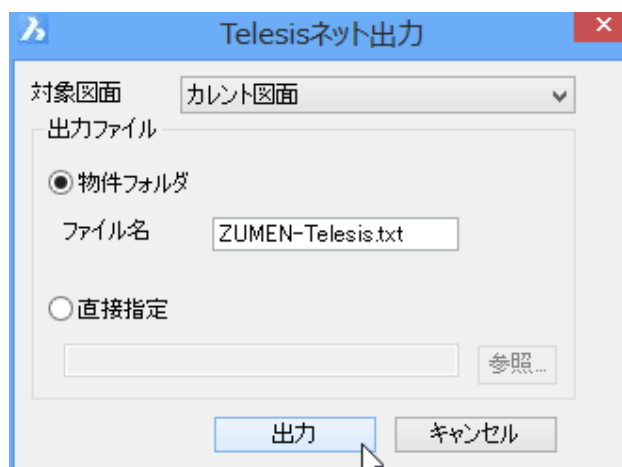 Telesisネット出力
対象図面 カレント図面
出力ファイル
物件フォルダ
ファイル名 ZUMEN-Telesis.txt
直接指定
参照...
出力 キャンセル